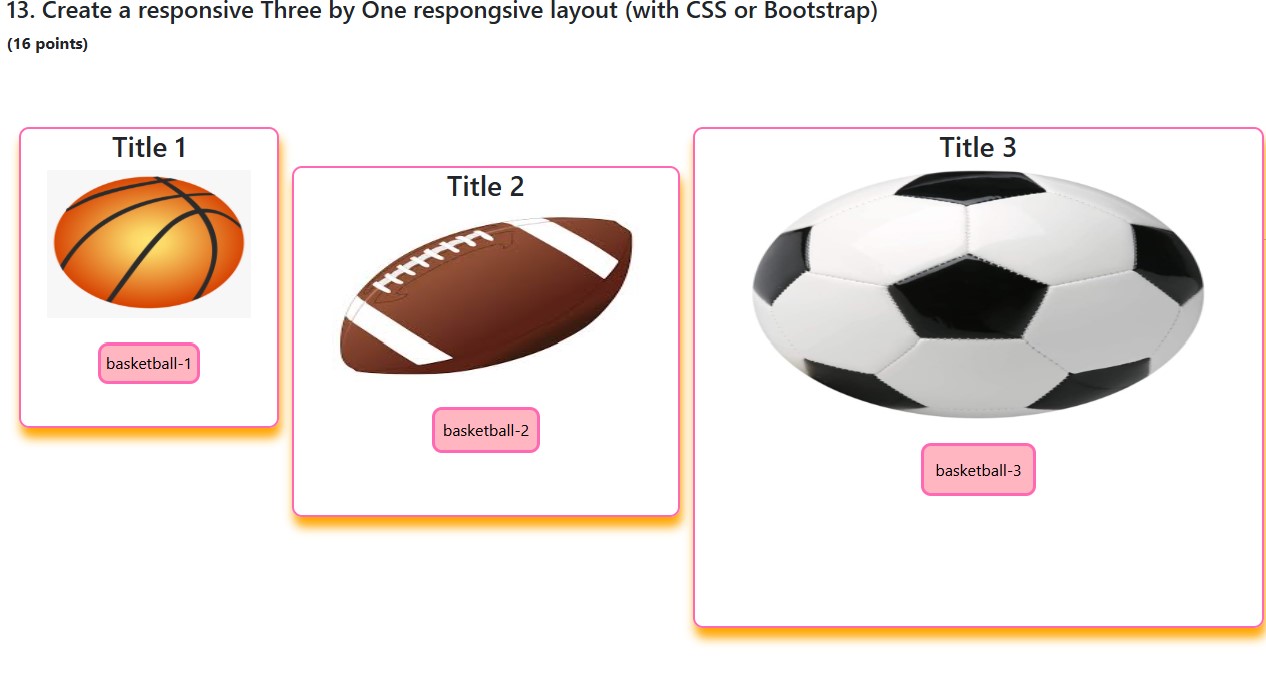 13. Create a responsive Three by One respongsive layout (with CSS or Bootstrap)
(16 points)
Title 1
basketball-1
Title 2
basketball-2
Title 3
basketball-3